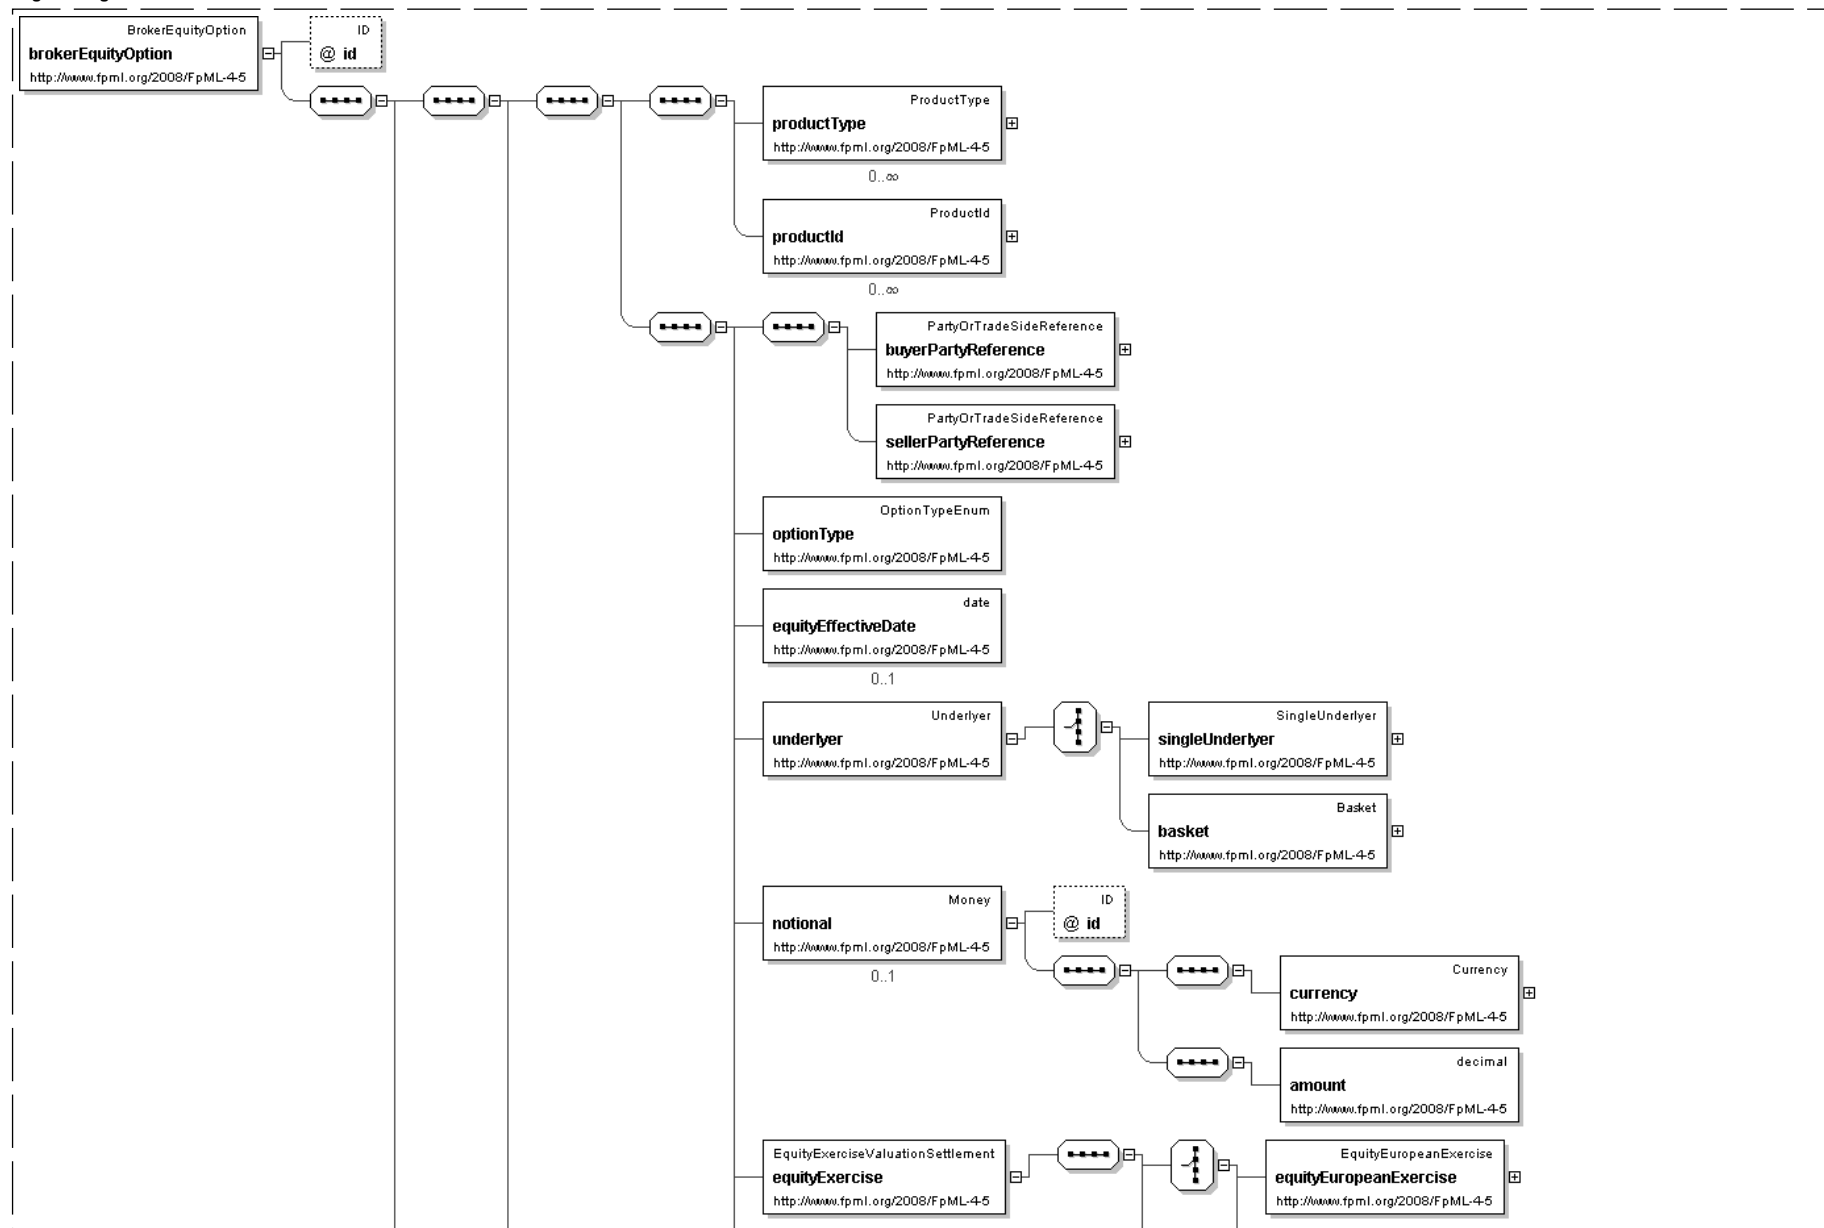 BrokerEquityOption
brokerEquityOption
http://www.fpml.org/2008/FpML-4-5
ID
@ id
ProductType
productType
http://www.fpml.org/2008/FpML-4-5
0..∞
ProductId
productId
http://www.fpml.org/2008/FpML-4-5
0..∞
PartyOrTradeSideReference
buyerPartyReference
http://www.fpml.org/2008/FpML-4-5
PartyOrTradeSideReference
sellerPartyReference
http://www.fpml.org/2008/FpML-4-5
OptionTypeEnum
optionType
http://www.fpml.org/2008/FpML-4-5
date
equityEffectiveDate
http://www.fpml.org/2008/FpML-4-5
0..1
Underlyer
underlyer
http://www.fpml.org/2008/FpML-4-5
SingleUnderlyer
singleUnderlyer
http://www.fpml.org/2008/FpML-4-5
Basket
basket
http://www.fpml.org/2008/FpML-4-5
Money
notional
http://www.fpml.org/2008/FpML-4-5
0..1
ID
@ id
Currency
currency
http://www.fpml.org/2008/FpML-4-5
decimal
amount
http://www.fpml.org/2008/FpML-4-5
EquityExerciseValuationSettlement
equityExercise
http://www.fpml.org/2008/FpML-4-5
EquityEuropeanExercise
equityEuropeanExercise
http://www.fpml.org/2008/FpML-4-5